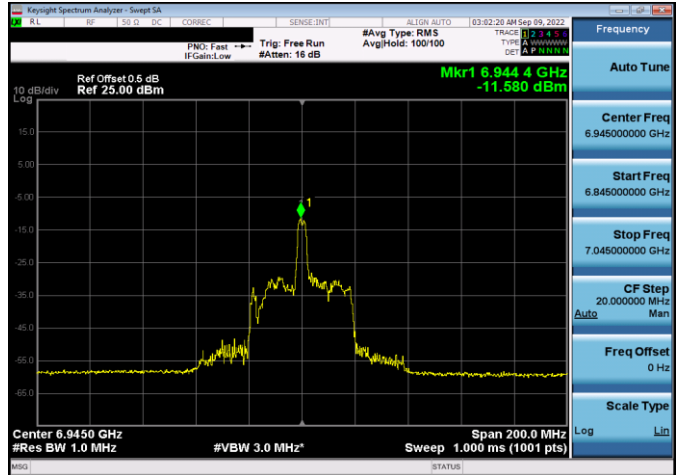 Keysight Spectrum Analyzer - Swept SA
RL RF 50 Ω DC CORREC SENSE:INT ALIGN AUTO 03:02:20 AM Sep 09, 2022
PNO: Fast
IFGain:Low
Trig: Free Run
#Atten: 16 dB
#Avg Type: RMS
Avg|Hold: 100/100
TRACE 1 2 3 4 5 6
TYPE A WWWWW
DET A P N N N N
Mkr1 6.944 4 GHz
-11.580 dBm
Ref Offset 0.5 dB
10 dB/div Ref 25.00 dBm
Log
15.0
5.00
-5.00
-15.0
-25.0
-35.0
-45.0
-55.0
-65.0
1
Center 6.9450 GHz Span 200.0 MHz
#Res BW 1.0 MHz #VBW 3.0 MHz* Sweep 1.000 ms (1001 pts)
MSG STATUS
Frequency
Auto Tune
Center Freq
6.945000000 GHz
Start Freq
6.845000000 GHz
Stop Freq
7.045000000 GHz
CF Step
20.000000 MHz
Auto Man
Freq Offset
0 Hz
Scale Type
Log Lin